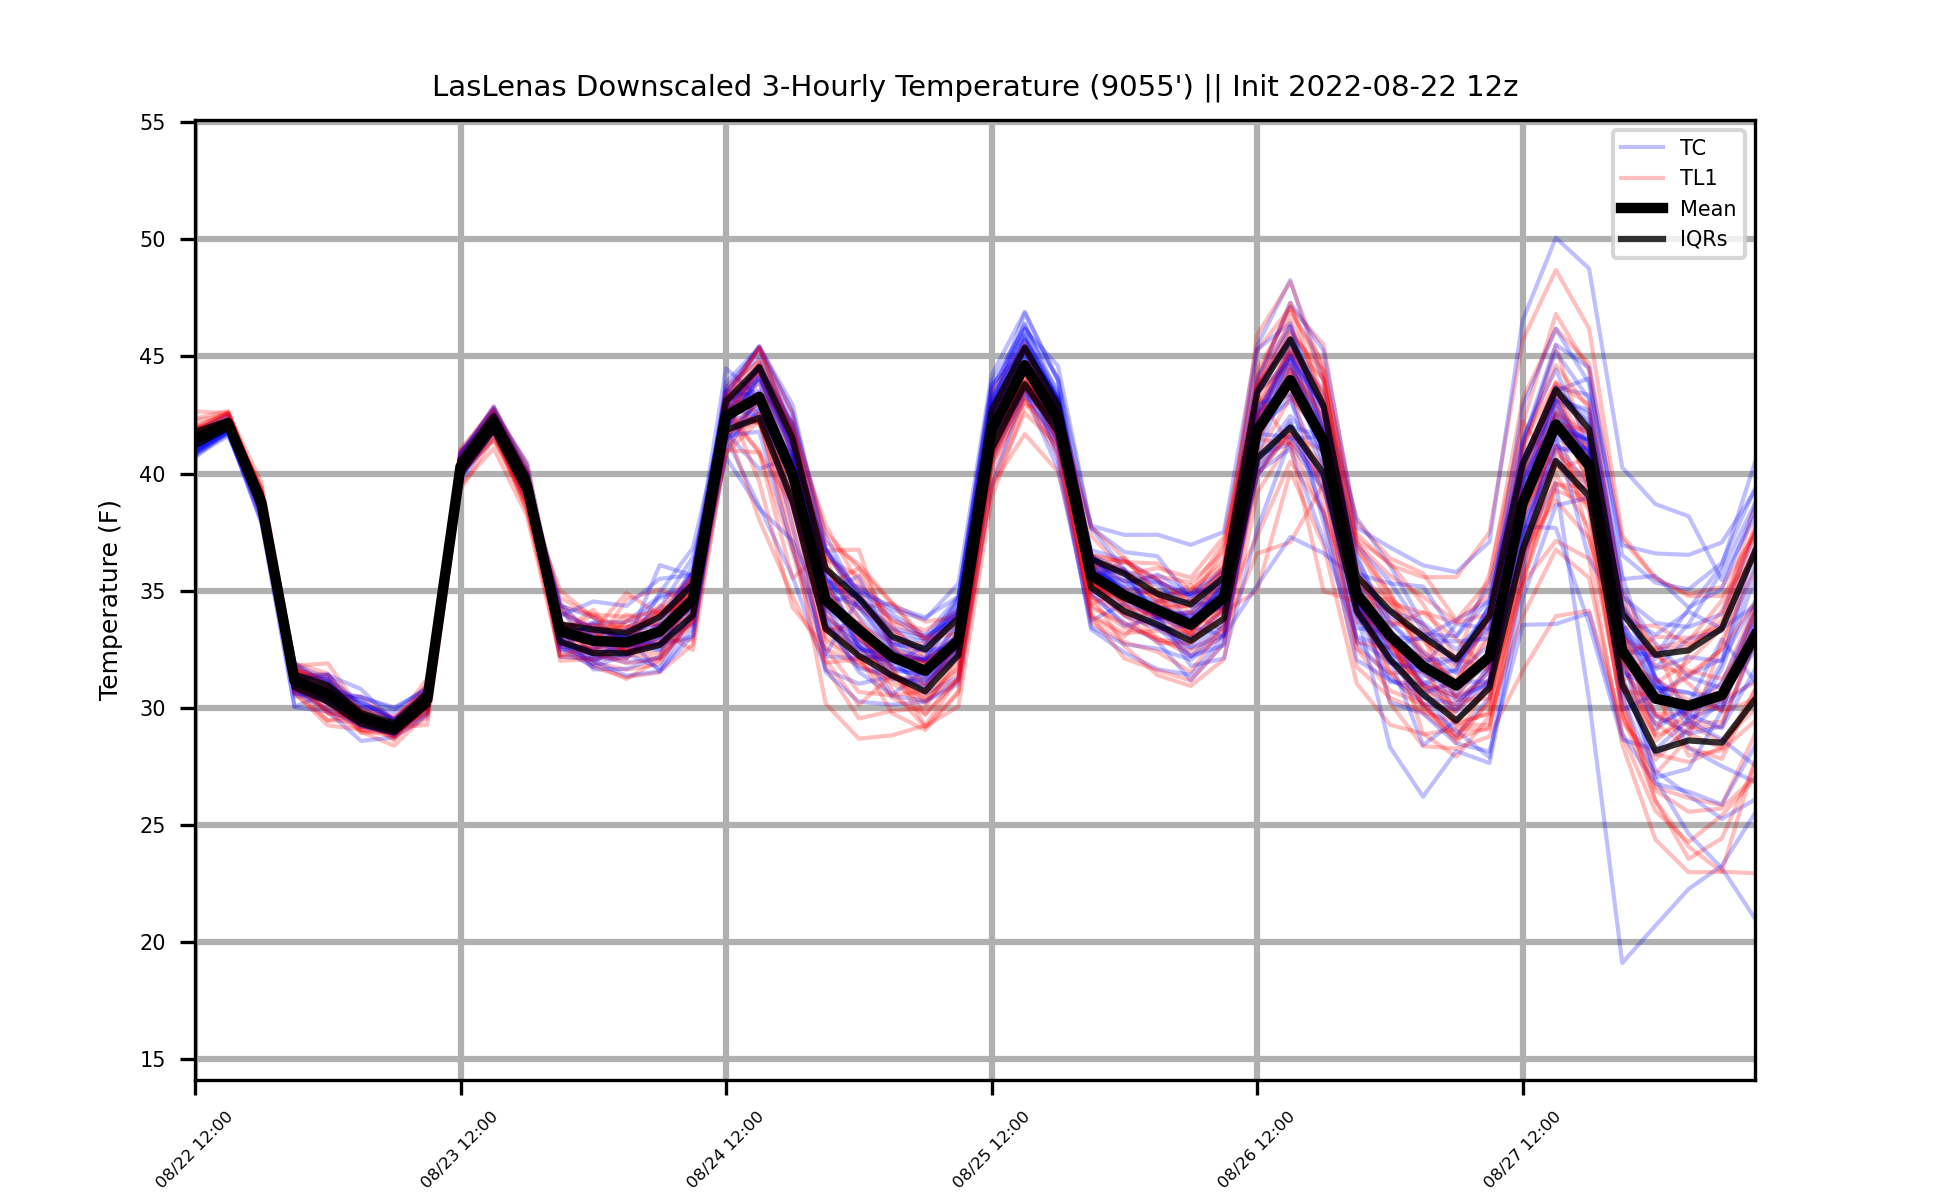 LasLenas Downscaled 3-Hourly Temperature (9055') || Init 2022-08-22 12z
55
50
45
40
35
30
25
20
15
Temperature (F)
TC
TL1
Mean
IQRs
08/22 12:00
08/23 12:00
08/24 12:00
08/25 12:00
08/26 12:00
08/27 12:00